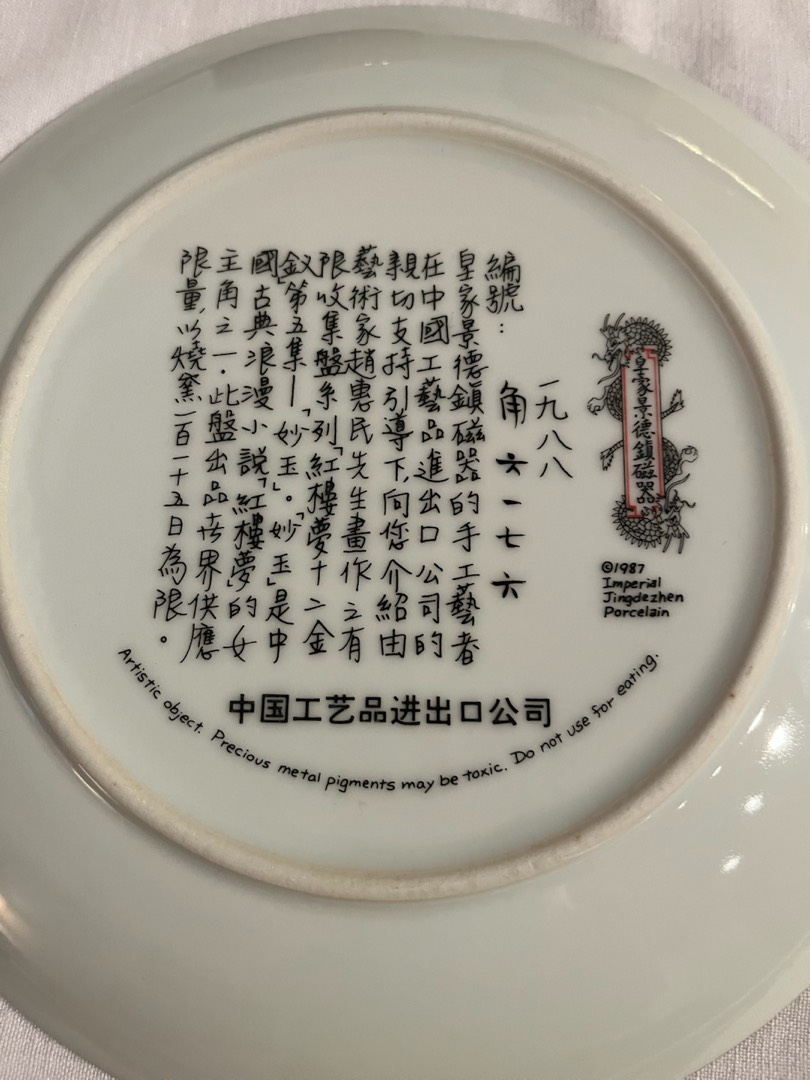 皇家景德鎮磁器
©1987
Imperial
Jingdezhen
Porcelain
一九八八
編號：
角六一七六
皇家景德鎮磁器的手工藝者
在中國工藝品進出口公司的
親切支持引導下,向您介紹由
藝術家趙惠民先生畫作之有
限收集盤系列「紅樓夢十二金
釵」第五集—「妙玉」。「妙玉」是中
國古典浪漫小說「紅樓夢」的女
主角之一．此盤出品世界供應
限量,以燒窯一百一十五日為限。
中国工艺品进出口公司
Artistic object. Precious metal pigments may be toxic. Do not use for eating.